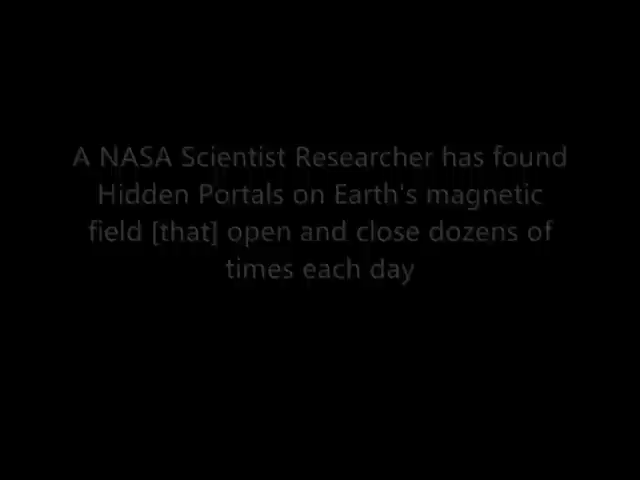 A NASA Scientist Researcher has found
Hidden Portals on Earth's magnetic
field [that] open and close dozens of
times each day